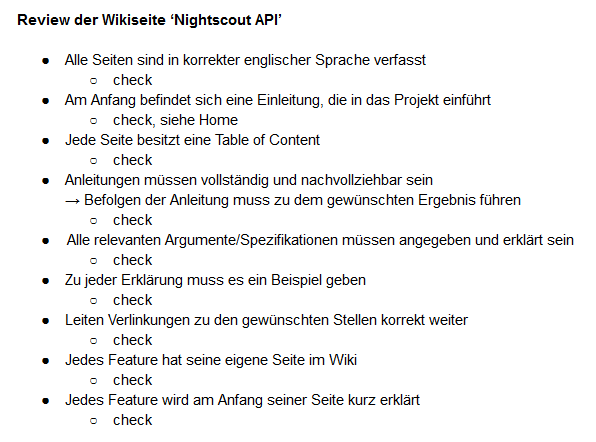 Review der Wikiseite ‘Nightscout API’
● Alle Seiten sind in korrekter englischer Sprache verfasst
○ check
● Am Anfang befindet sich eine Einleitung, die in das Projekt einführt
○ check, siehe Home
● Jede Seite besitzt eine Table of Content
○ check
● Anleitungen müssen vollständig und nachvollziehbar sein
→ Befolgen der Anleitung muss zu dem gewünschten Ergebnis führen
○ check
● Alle relevanten Argumente/Spezifikationen müssen angegeben und erklärt sein
○ check
● Zu jeder Erklärung muss es ein Beispiel geben
○ check
● Leiten Verlinkungen zu den gewünschten Stellen korrekt weiter
○ check
● Jedes Feature hat seine eigene Seite im Wiki
○ check
● Jedes Feature wird am Anfang seiner Seite kurz erklärt
○ check